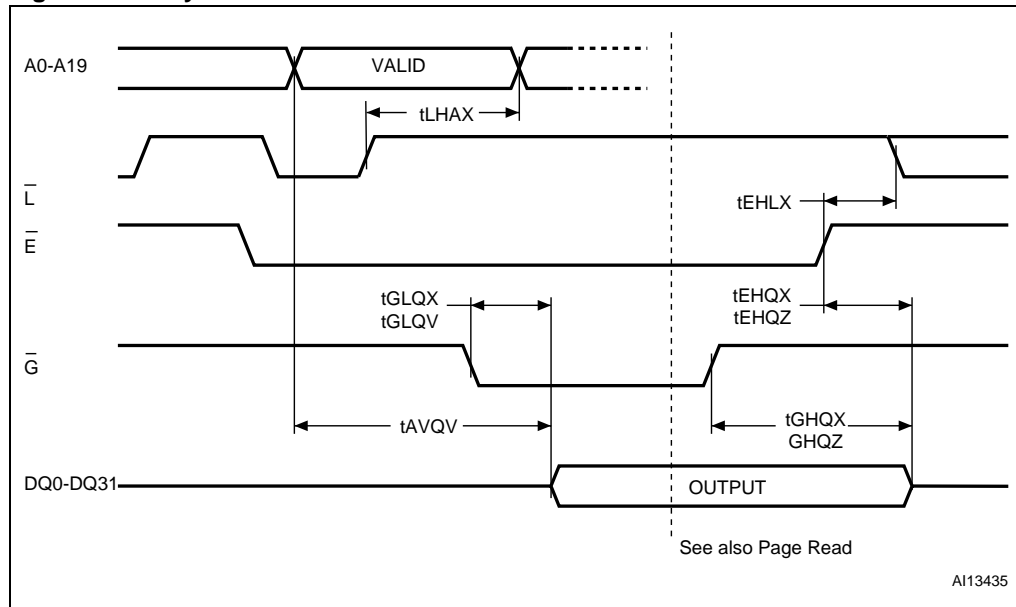 A0-A19
VALID
tLHAX
L
tEHLX
E
tGLQX
tGLQV
tEHQX
tEHQZ
G
tAVQV
tGHQX
GHQZ
DQ0-DQ31
OUTPUT
See also Page Read
AI13435